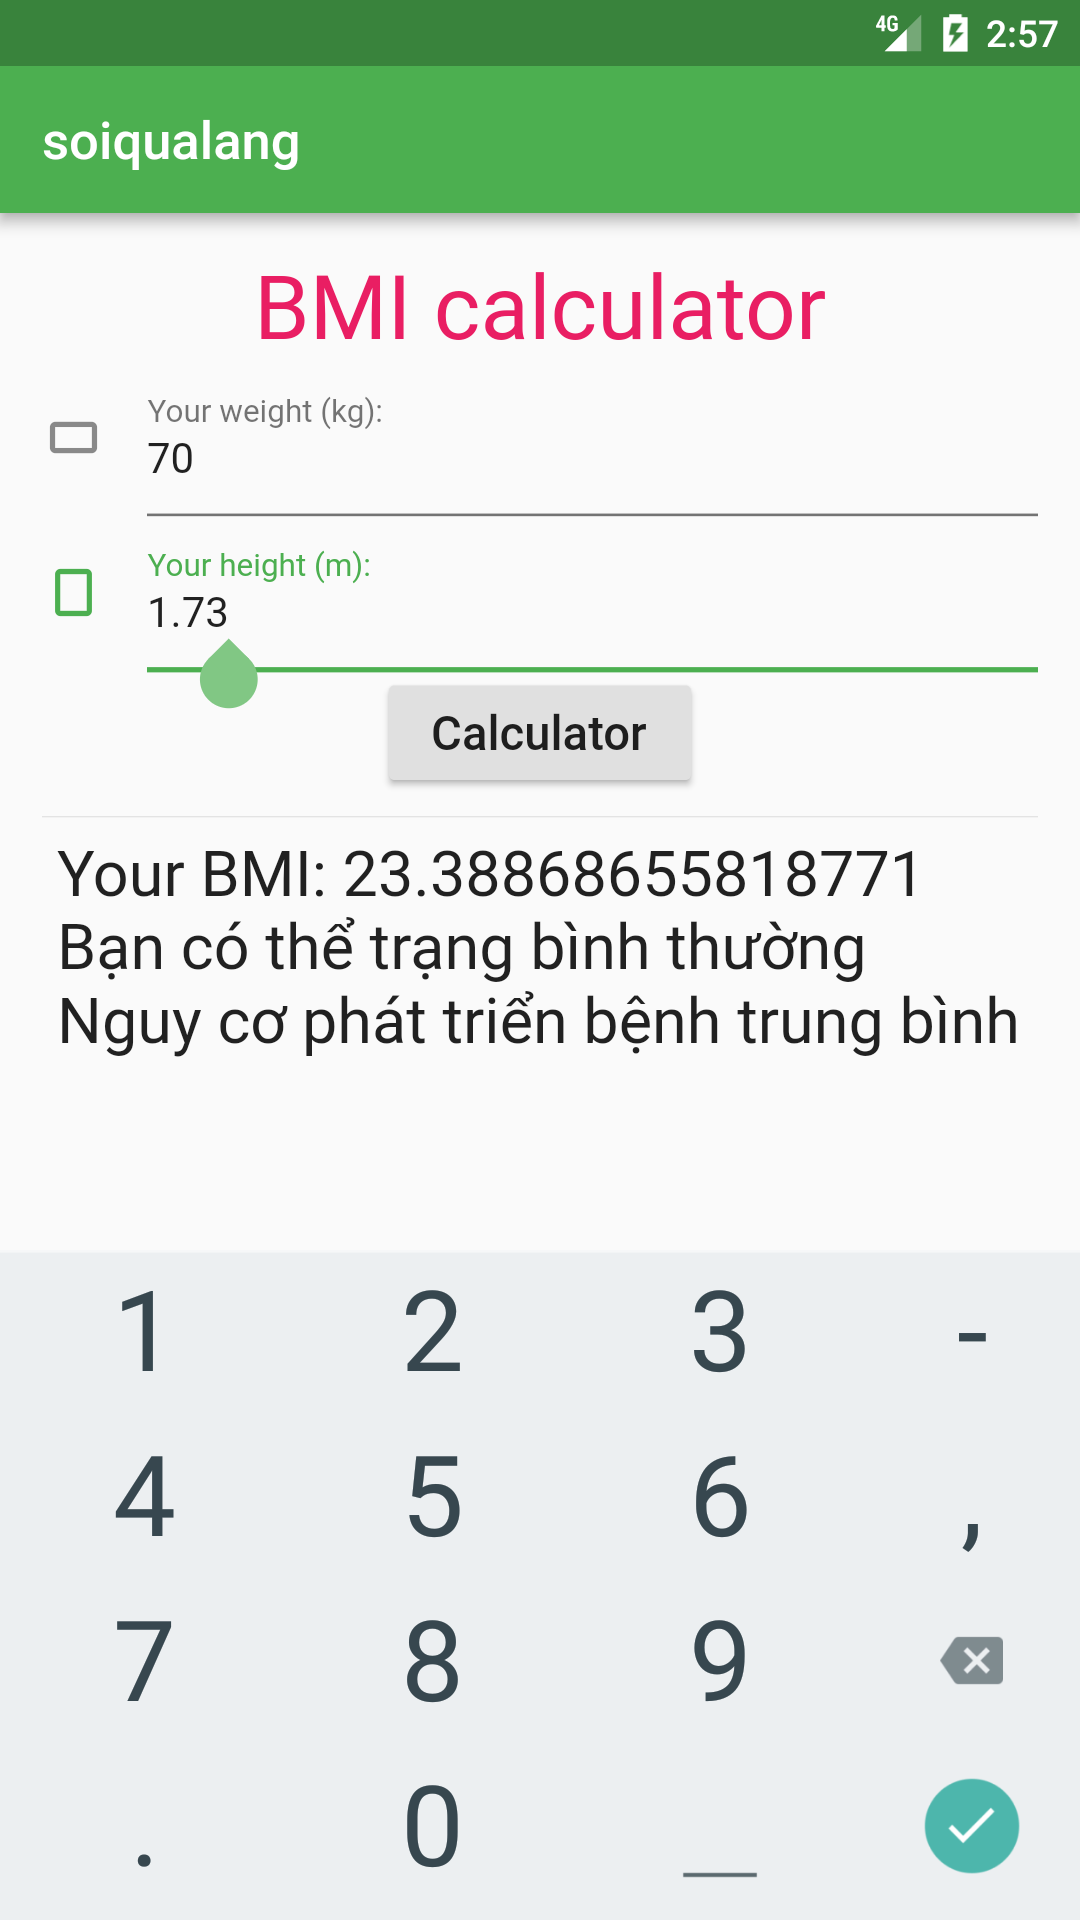 4G 2:57
soiqualang
BMI calculator
Your weight (kg):
70
Your height (m):
1.73
Calculator
Your BMI: 23.38868655818771
Bạn có thể trạng bình thường
Nguy cơ phát triển bệnh trung bình
1 2 3 -
4 5 6 ,
7 8 9
. 0 _